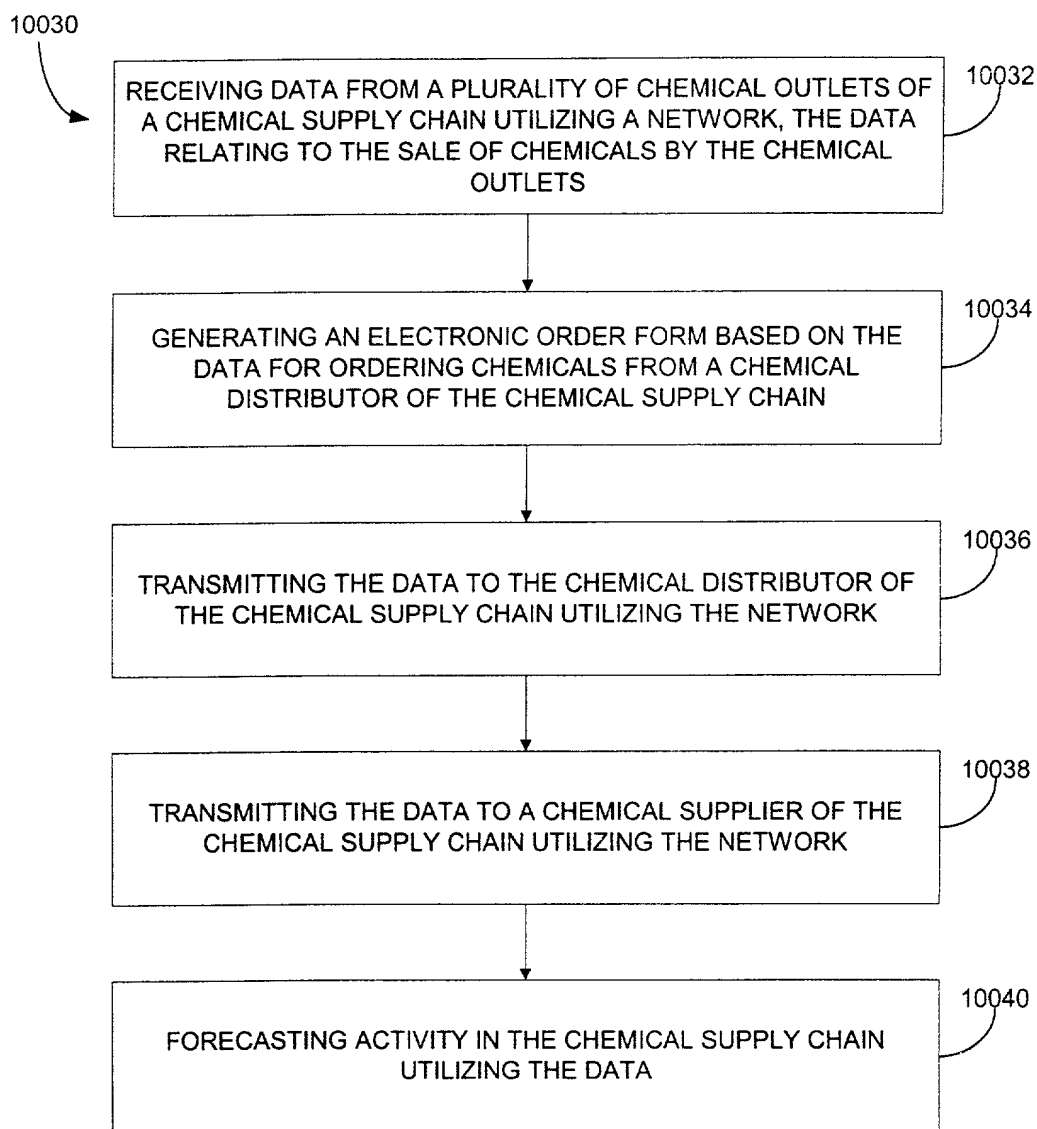 10030
10032
RECEIVING DATA FROM A PLURALITY OF CHEMICAL OUTLETS OF
A CHEMICAL SUPPLY CHAIN UTILIZING A NETWORK, THE DATA
RELATING TO THE SALE OF CHEMICALS BY THE CHEMICAL
OUTLETS
10034
GENERATING AN ELECTRONIC ORDER FORM BASED ON THE
DATA FOR ORDERING CHEMICALS FROM A CHEMICAL
DISTRIBUTOR OF THE CHEMICAL SUPPLY CHAIN
10036
TRANSMITTING THE DATA TO THE CHEMICAL DISTRIBUTOR OF
THE CHEMICAL SUPPLY CHAIN UTILIZING THE NETWORK
10038
TRANSMITTING THE DATA TO A CHEMICAL SUPPLIER OF THE
CHEMICAL SUPPLY CHAIN UTILIZING THE NETWORK
10040
FORECASTING ACTIVITY IN THE CHEMICAL SUPPLY CHAIN
UTILIZING THE DATA